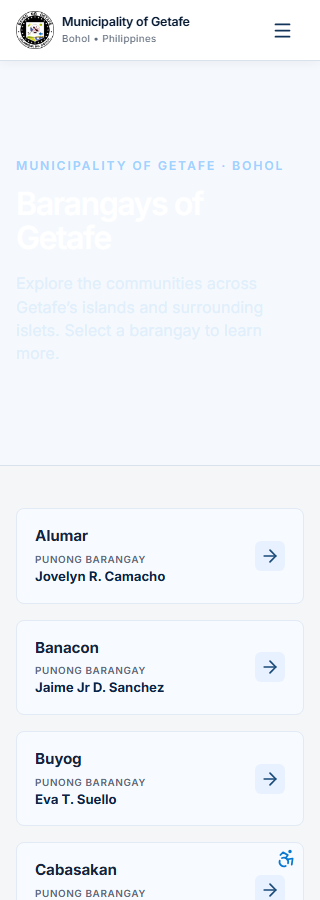 Municipality of Getafe
Bohol • Philippines
MUNICIPALITY OF GETAFE · BOHOL
Barangays of
Getafe
Explore the communities across
Getafe's islands and surrounding
islets. Select a barangay to learn
more.
Alumar
PUNONG BARANGAY
Jovelyn R. Camacho
Banacon
PUNONG BARANGAY
Jaime Jr D. Sanchez
Buyog
PUNONG BARANGAY
Eva T. Suello
Cabasakan
PUNONG BARANGAY